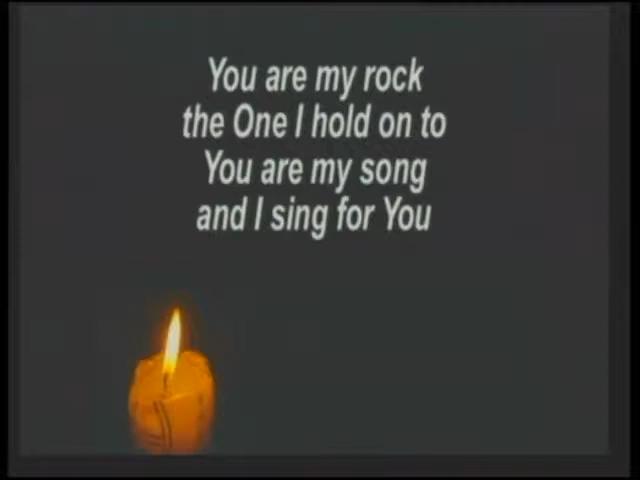 You are my rock
the One I hold on to
You are my song
and I sing for You